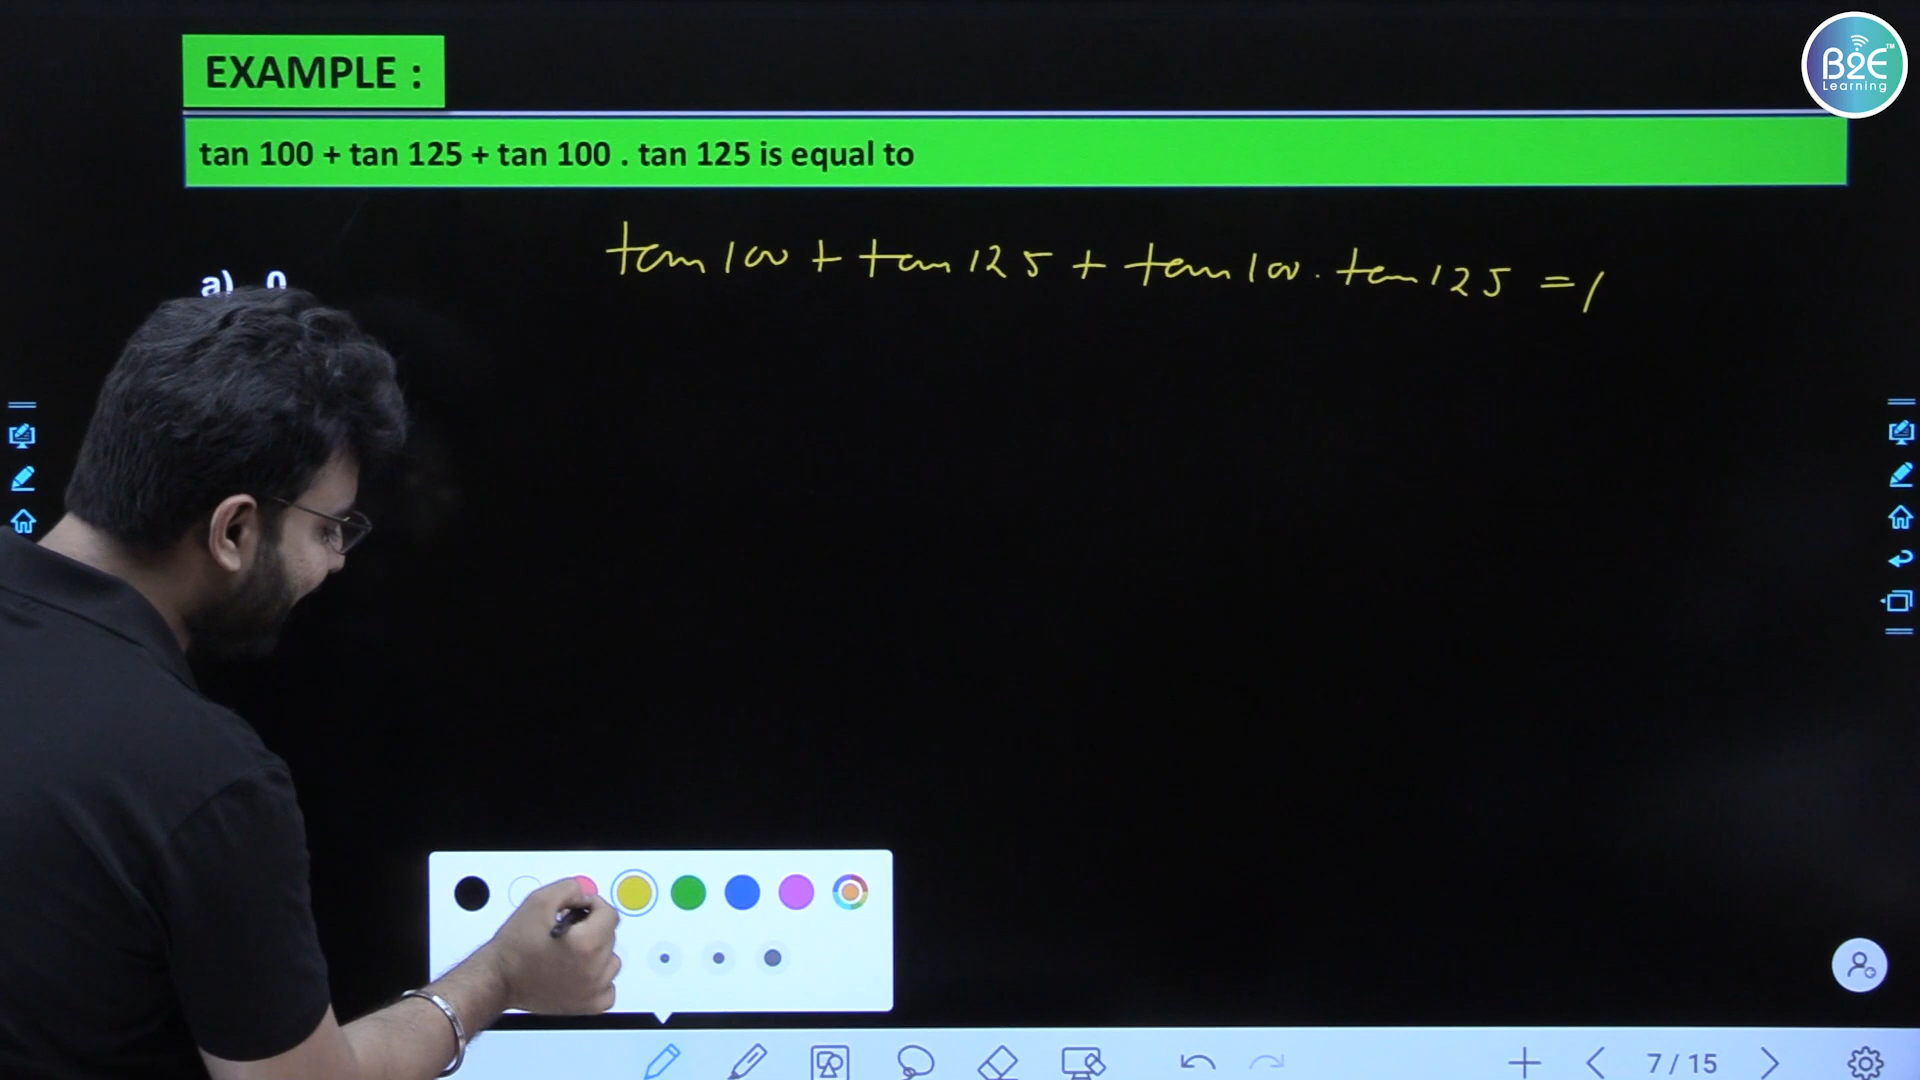 B2E TM
Learning
EXAMPLE :
tan 100 + tan 125 + tan 100 . tan 125 is equal to
tan 100 + tan 125 + tan 100 . tan 125 = 1
a) 0
7 / 15